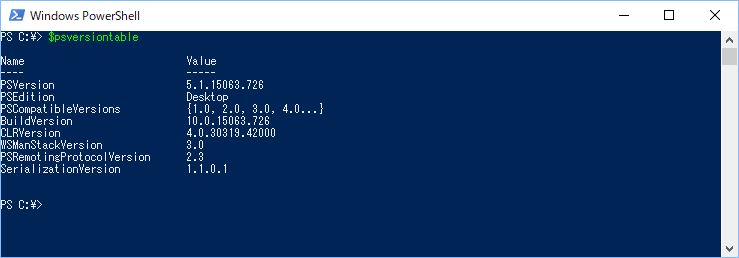 Windows PowerShell
PS C:¥> $psversiontable
Name Value
---- -----
PSVersion 5.1.15063.726
PSEdition Desktop
PSCompatibleVersions {1.0, 2.0, 3.0, 4.0...}
BuildVersion 10.0.15063.726
CLRVersion 4.0.30319.42000
WSManStackVersion 3.0
PSRemotingProtocolVersion 2.3
SerializationVersion 1.1.0.1
PS C:¥>